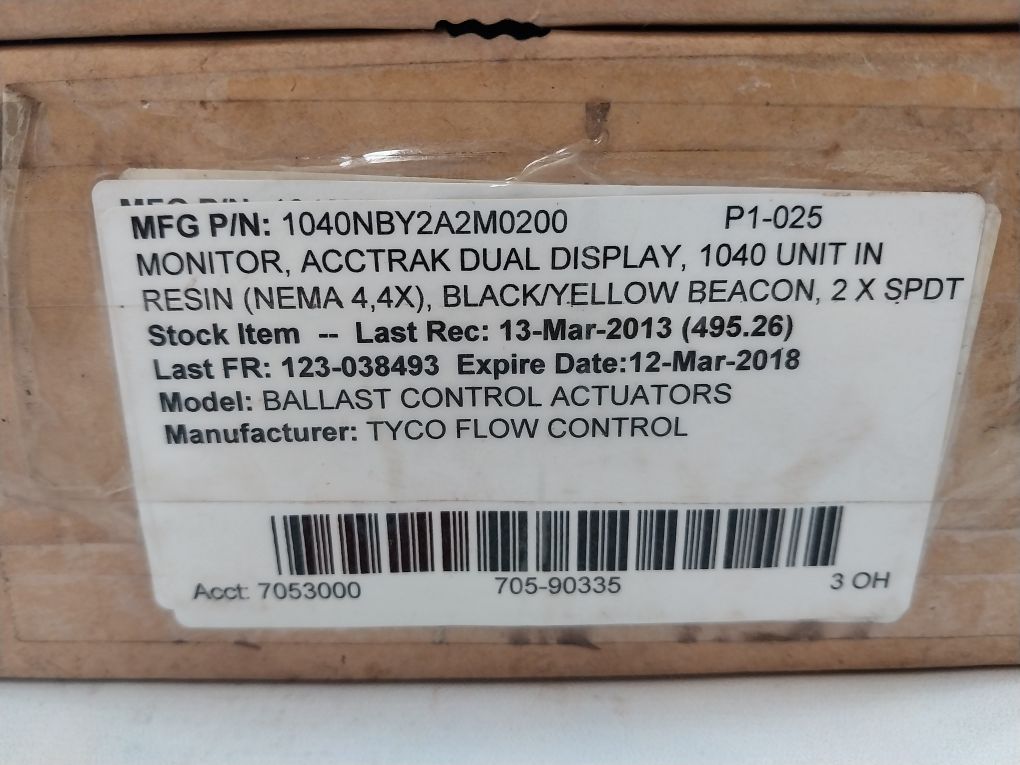 MFG P/N: 1040NBY2A2M0200 P1-025
MONITOR, ACCTRAK DUAL DISPLAY, 1040 UNIT IN
RESIN (NEMA 4,4X), BLACK/YELLOW BEACON, 2 X SPDT
Stock Item -- Last Rec: 13-Mar-2013 (495.26)
Last FR: 123-038493 Expire Date:12-Mar-2018
Model: BALLAST CONTROL ACTUATORS
Manufacturer: TYCO FLOW CONTROL
Acct: 7053000 705-90335 3 OH